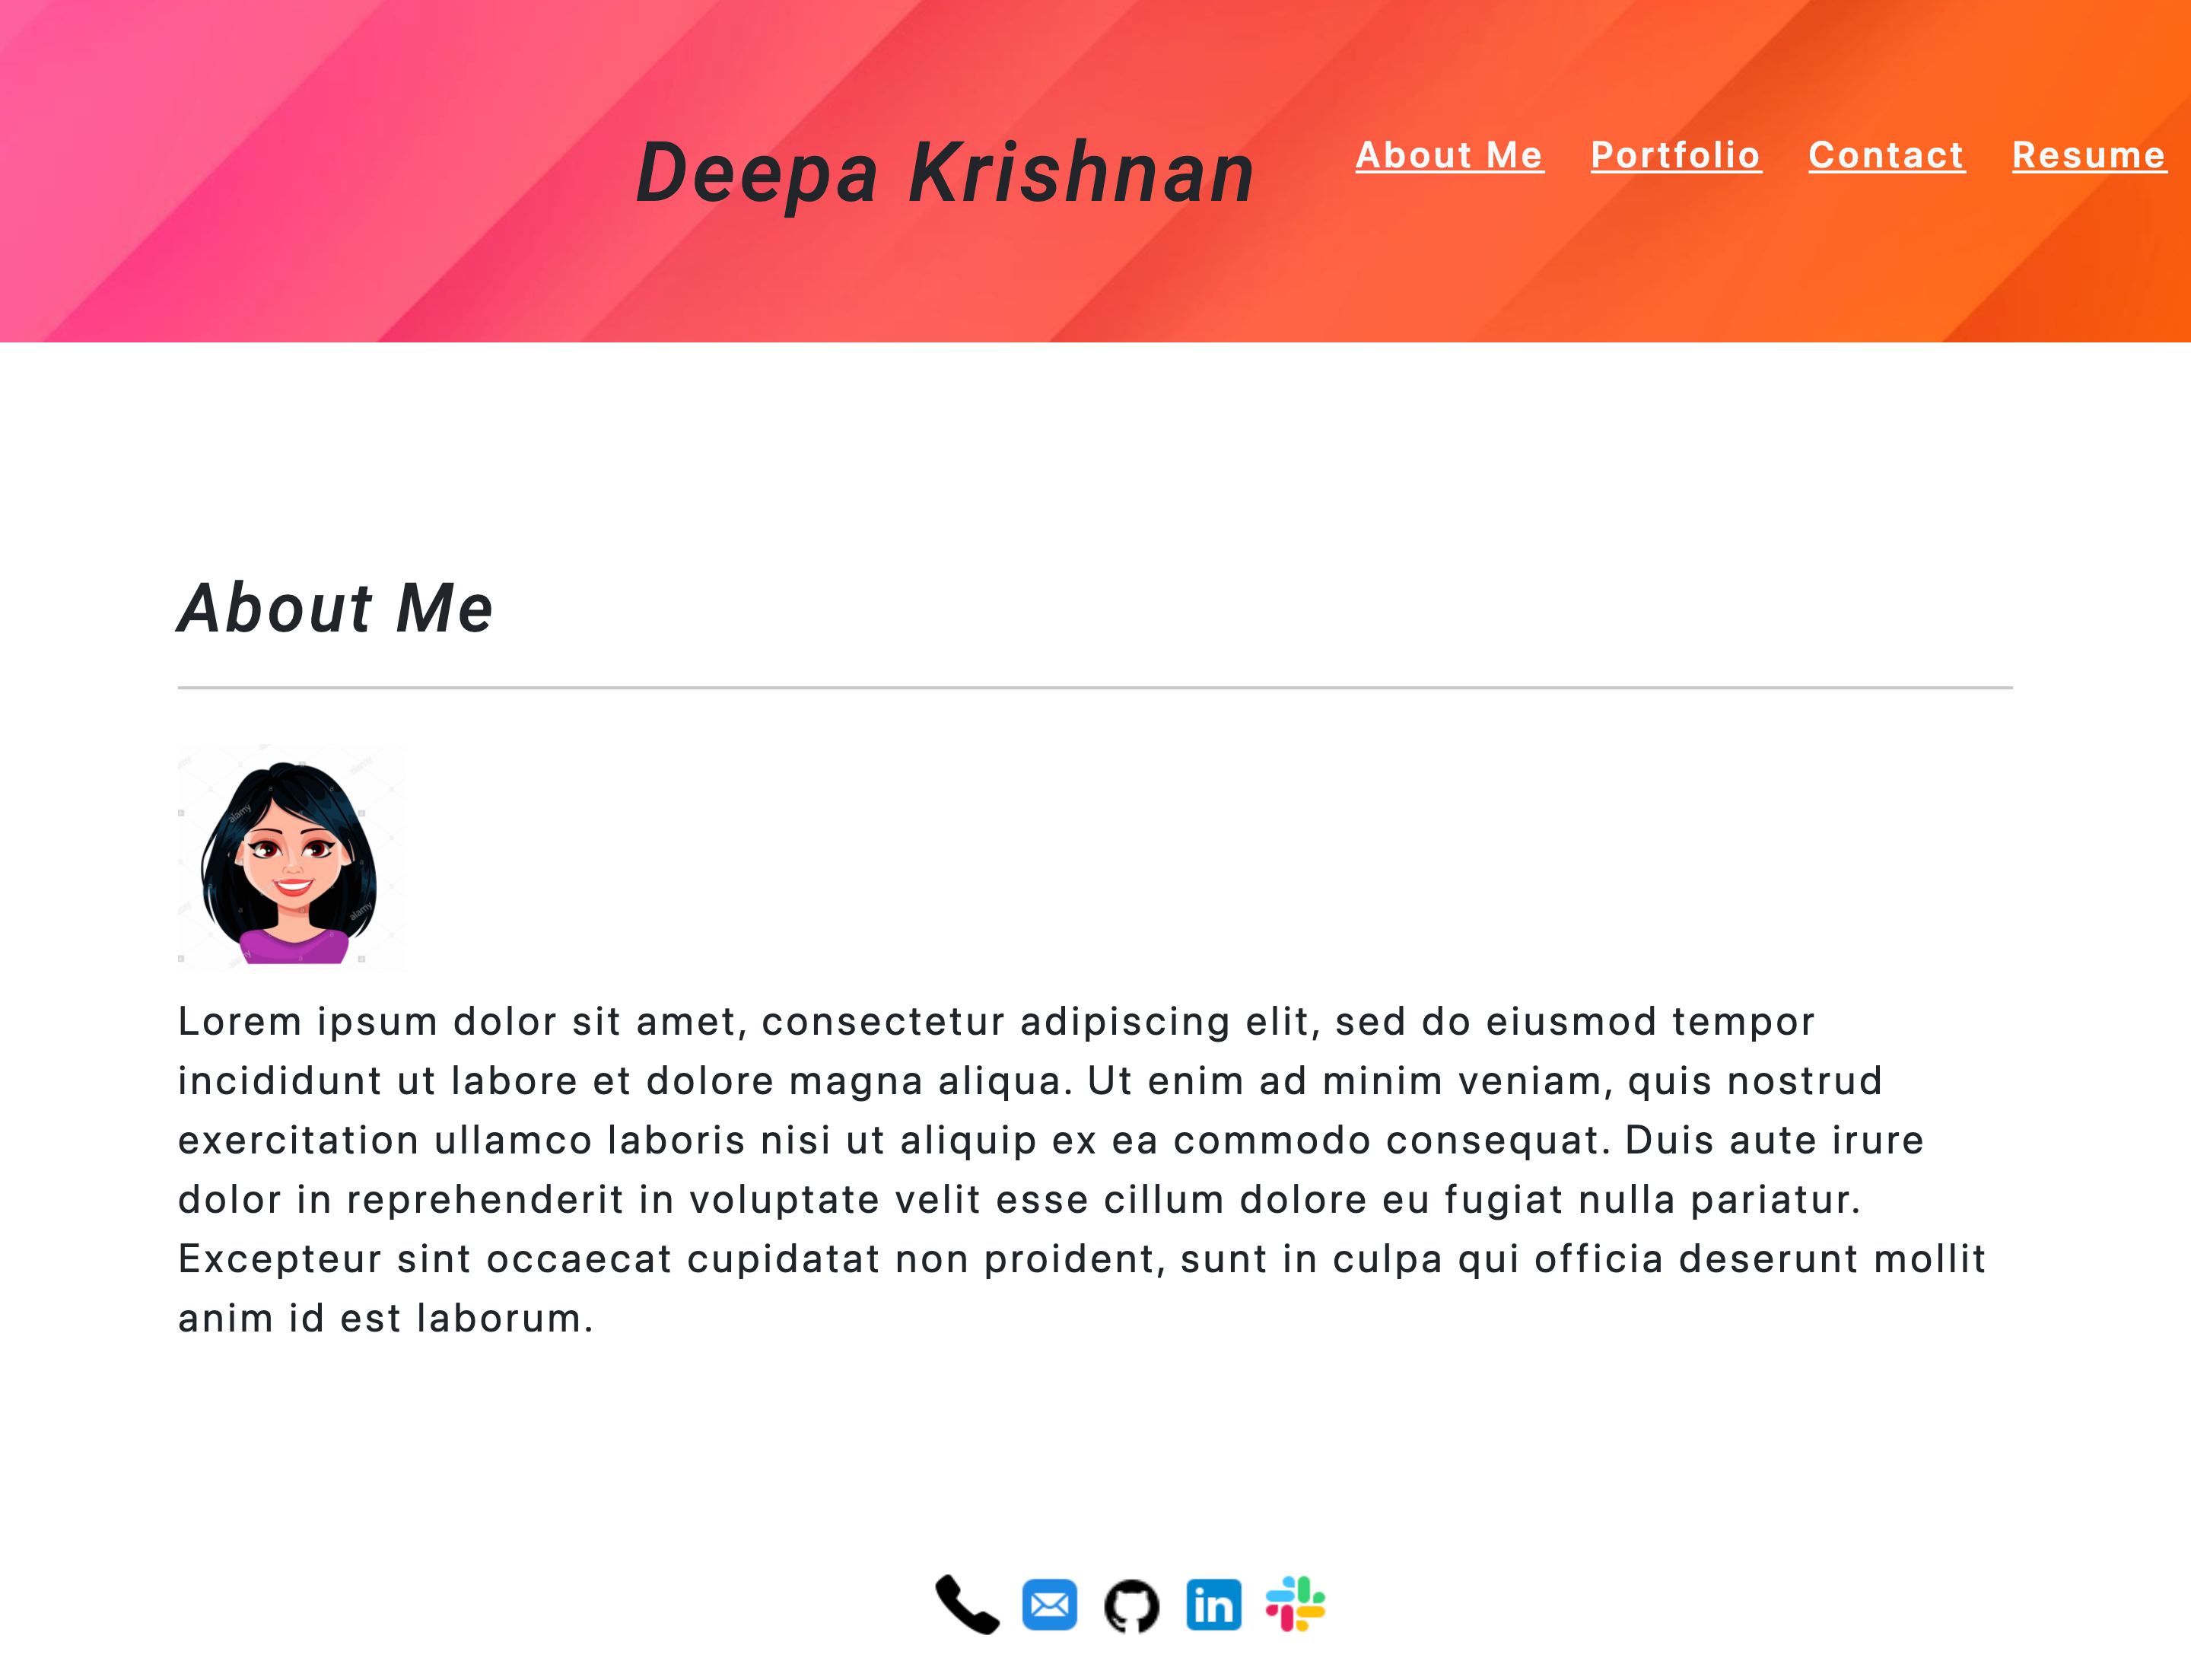 Deepa Krishnan
About Me Portfolio Contact Resume
About Me
alamy
alamy
alamy
Lorem ipsum dolor sit amet, consectetur adipiscing elit, sed do eiusmod tempor
incididunt ut labore et dolore magna aliqua. Ut enim ad minim veniam, quis nostrud
exercitation ullamco laboris nisi ut aliquip ex ea commodo consequat. Duis aute irure
dolor in reprehenderit in voluptate velit esse cillum dolore eu fugiat nulla pariatur.
Excepteur sint occaecat cupidatat non proident, sunt in culpa qui officia deserunt mollit
anim id est laborum.
in